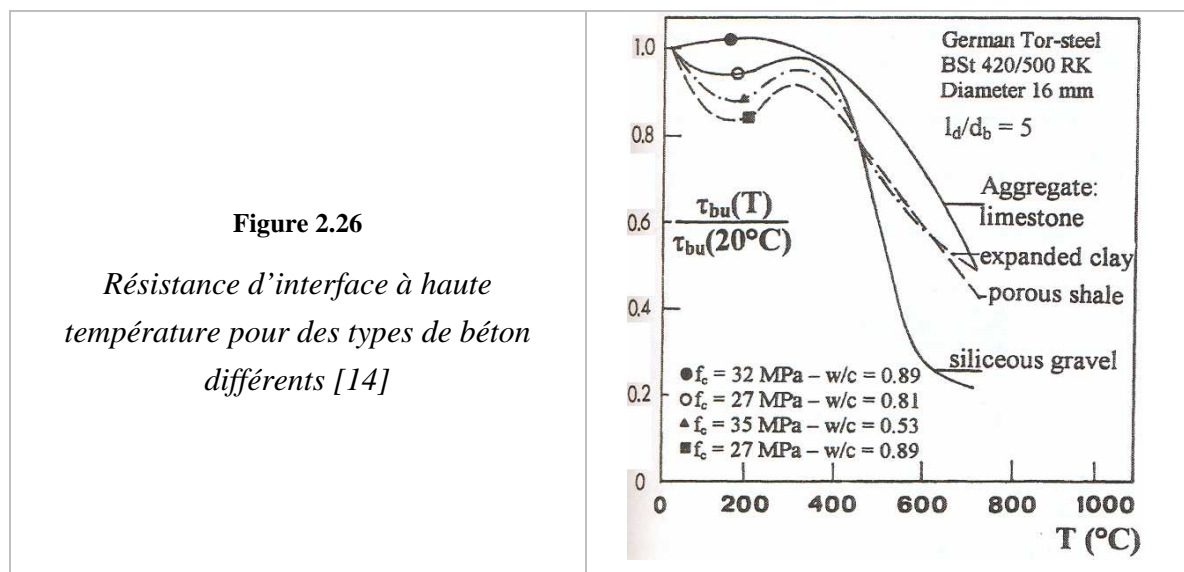 Figure 2.26
Résistance d'interface à haute
température pour des types de béton
différents [14]
1.0
0.8
0.6
0.4
0.2
0
German Tor-steel
BSt 420/500 RK
Diameter 16 mm
l_d/d_b = 5
τ_bu(T)
τ_bu(20°C)
Aggregate:
limestone
expanded clay
porous shale
siliceous gravel
● f_c = 32 MPa – w/c = 0.89
○ f_c = 27 MPa – w/c = 0.81
▲ f_c = 35 MPa – w/c = 0.53
■ f_c = 27 MPa – w/c = 0.89
0 200 400 600 800 1000
T (°C)